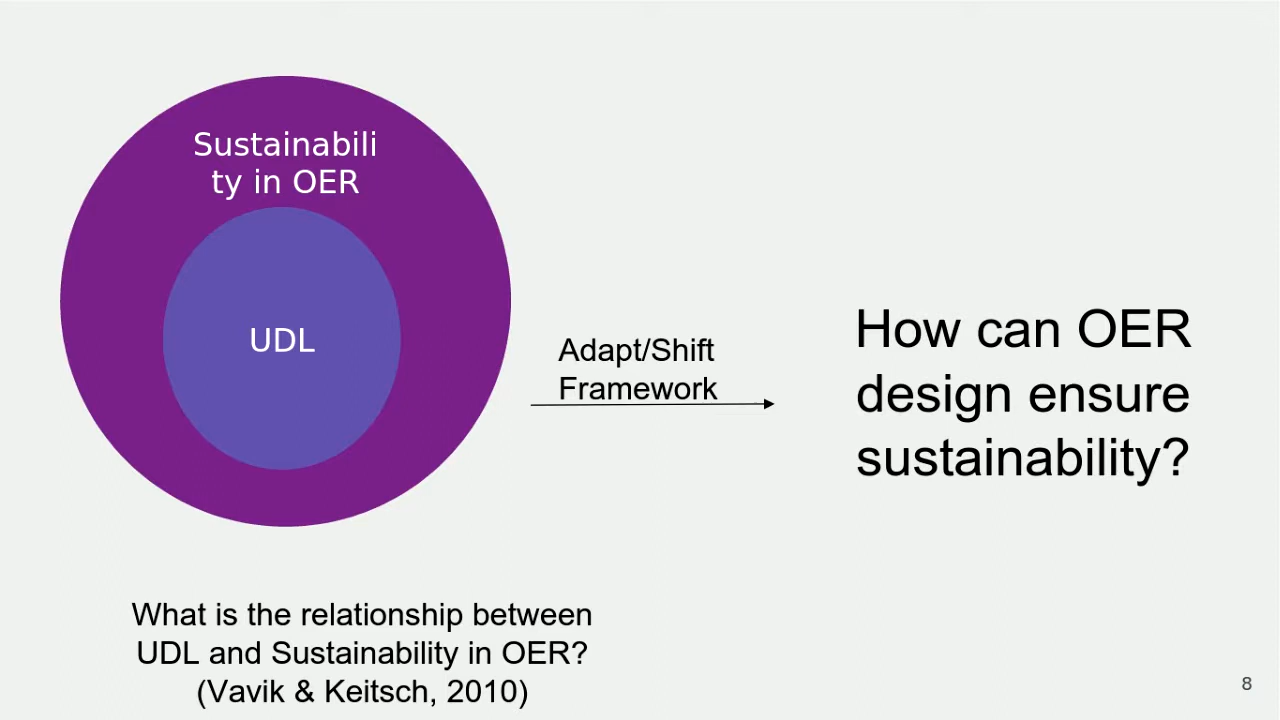 Sustainabili
ty in OER
UDL
Adapt/Shift
Framework
How can OER
design ensure
sustainability?
What is the relationship between
UDL and Sustainability in OER?
(Vavik & Keitsch, 2010)
8